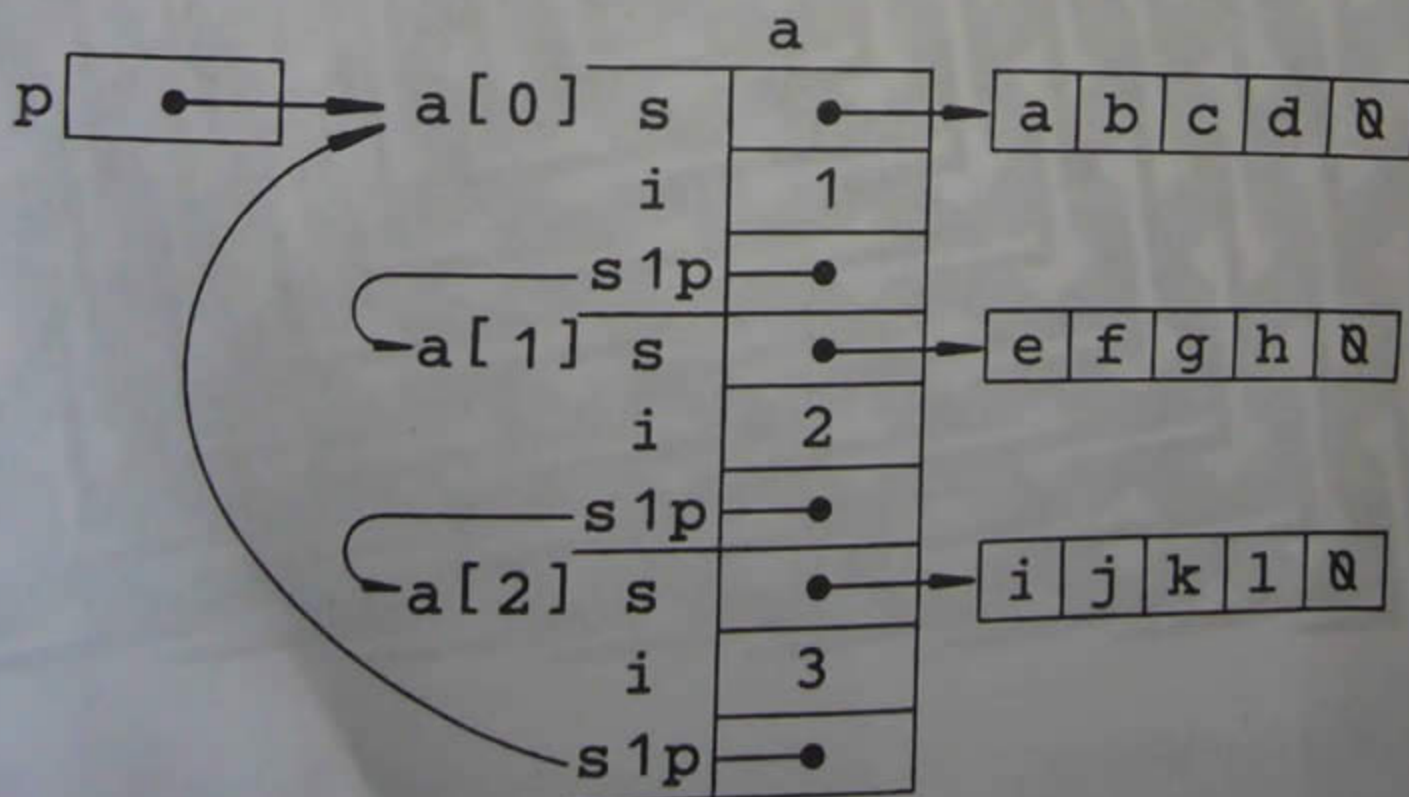 a
p a[0] s a b c d 0
i 1
s1p
a[1] s e f g h 0
i 2
s1p
a[2] s i j k l 0
i 3
s1p